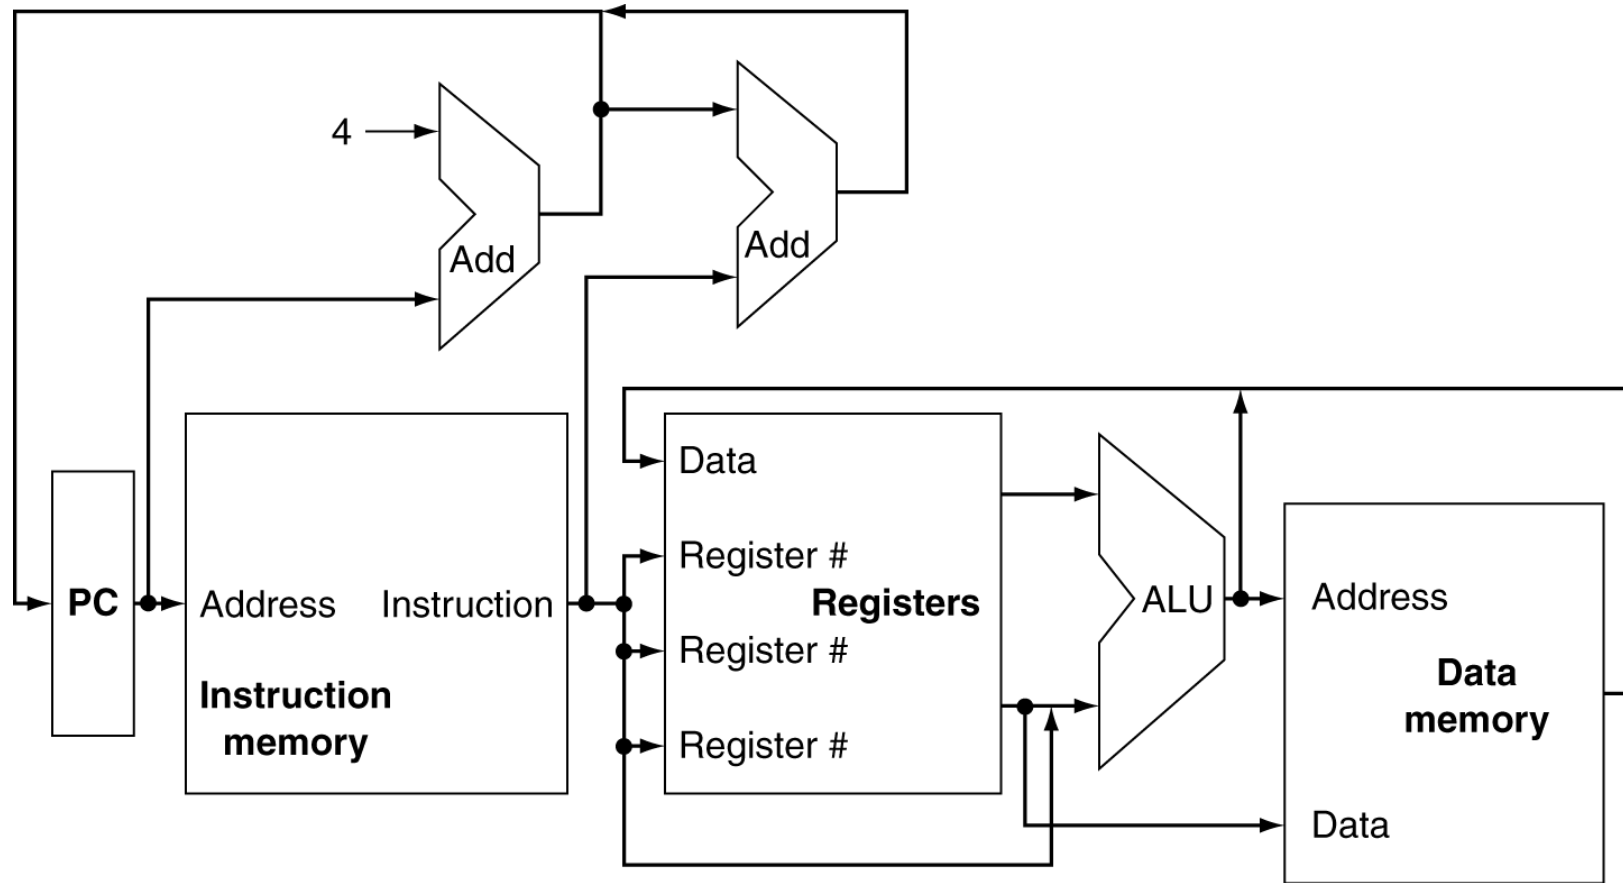 4
Add
Add
PC
Address
Instruction
Instruction
memory
Data
Register #
Registers
Register #
Register #
ALU
Address
Data
memory
Data